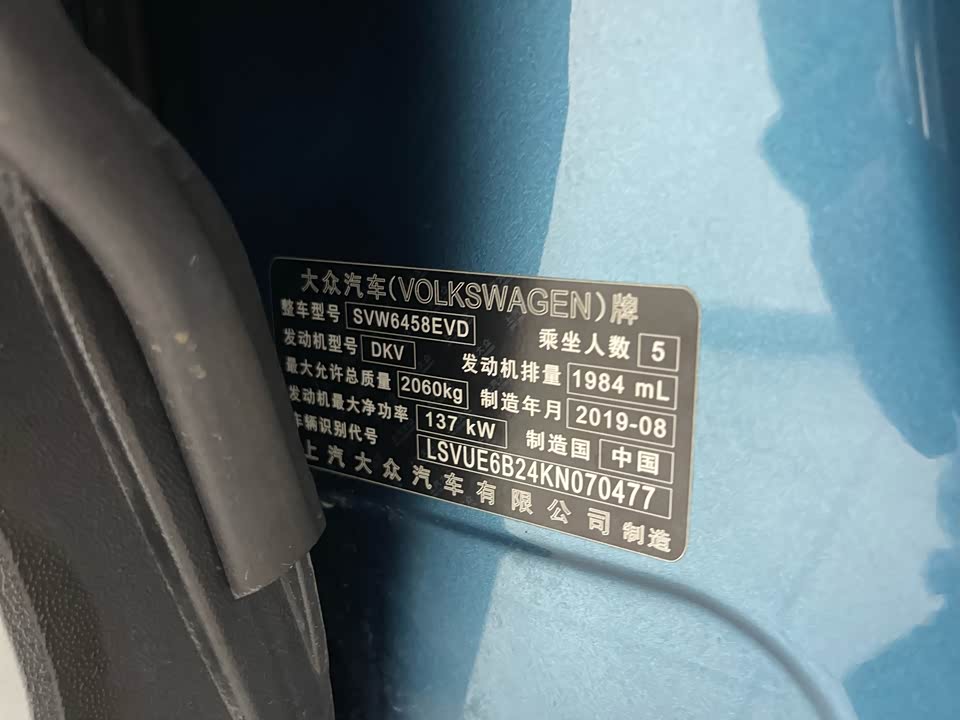 大众汽车(VOLKSWAGEN)牌
整车型号 SVW6458EVD 乘坐人数 5
发动机型号 DKV 发动机排量 1984 mL
最大允许总质量 2060kg 制造年月 2019-08
发动机最大净功率 137 kW 制造国 中国
车辆识别代号 LSVUE6B24KN070477
上汽大众汽车有限公司 制造